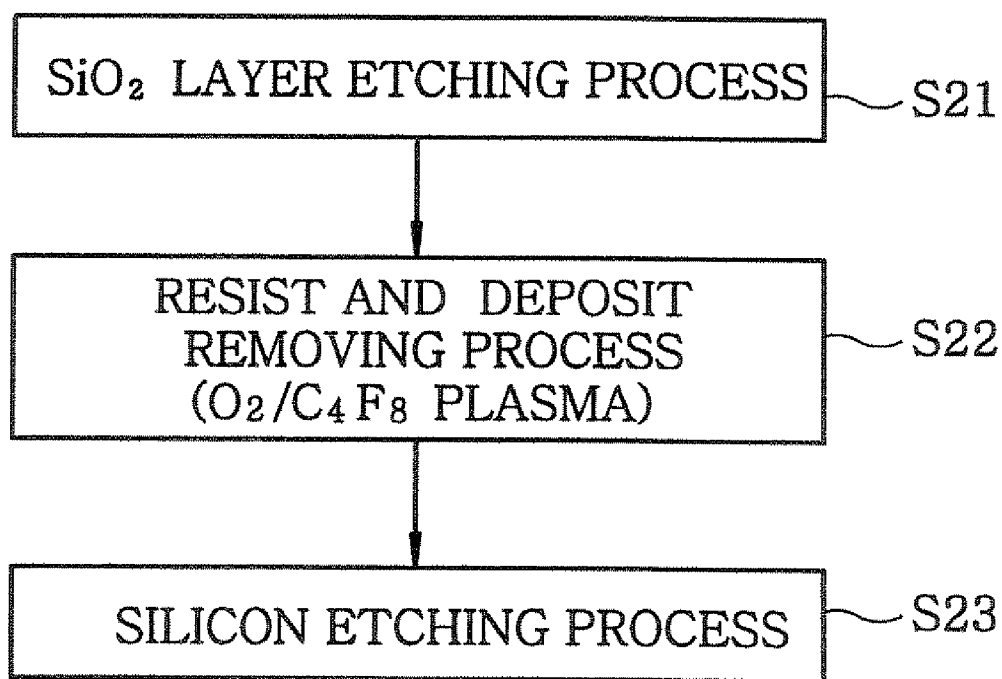 SiO₂ LAYER ETCHING PROCESS
S21
RESIST AND DEPOSIT
REMOVING PROCESS
(O₂/C₄F₈ PLASMA)
S22
SILICON ETCHING PROCESS
S23